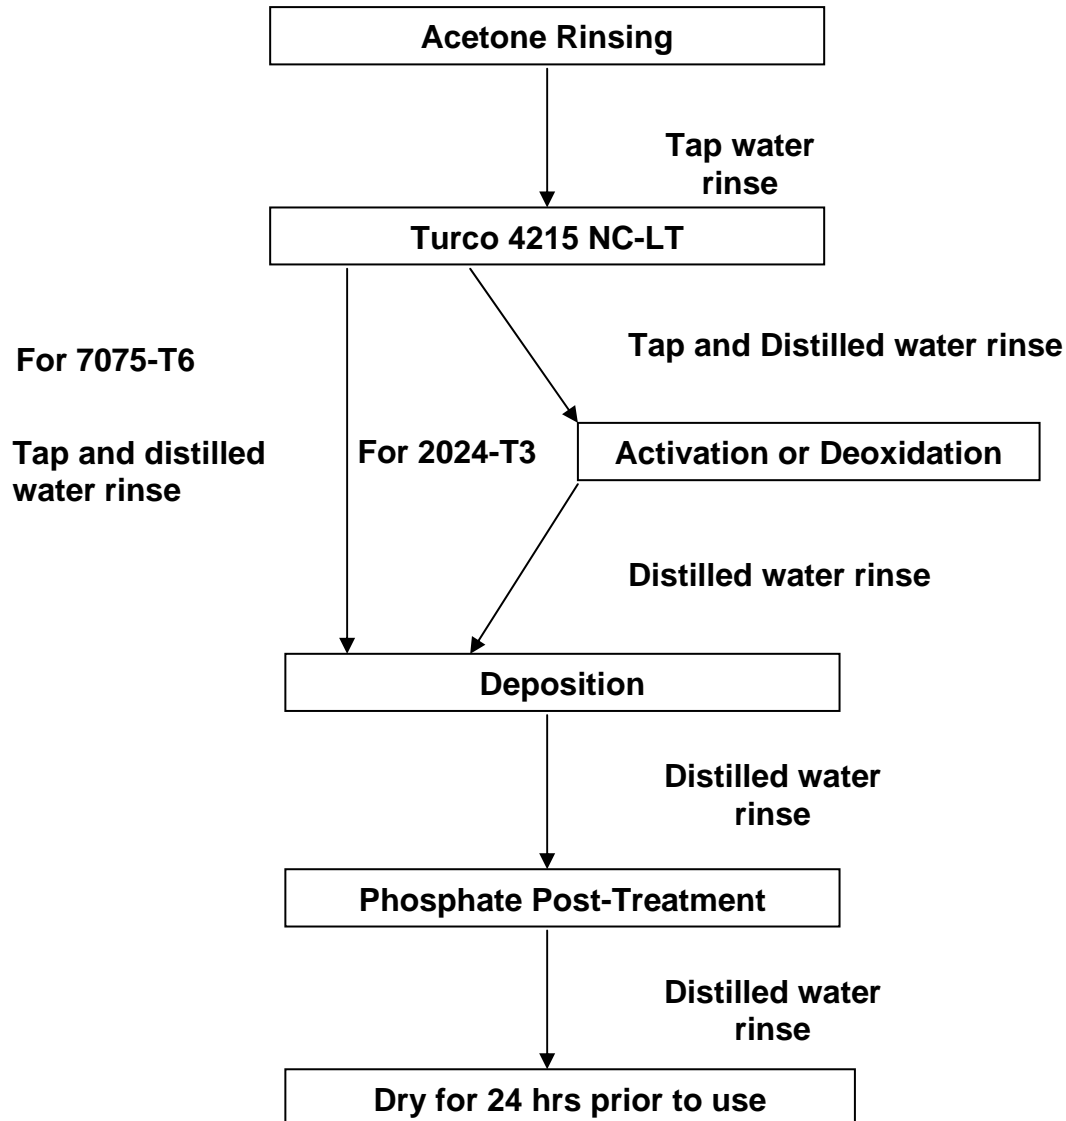 Acetone Rinsing
Tap water
rinse
Turco 4215 NC-LT
For 7075-T6
Tap and Distilled water rinse
Tap and distilled
water rinse
For 2024-T3
Activation or Deoxidation
Distilled water rinse
Deposition
Distilled water
rinse
Phosphate Post-Treatment
Distilled water
rinse
Dry for 24 hrs prior to use